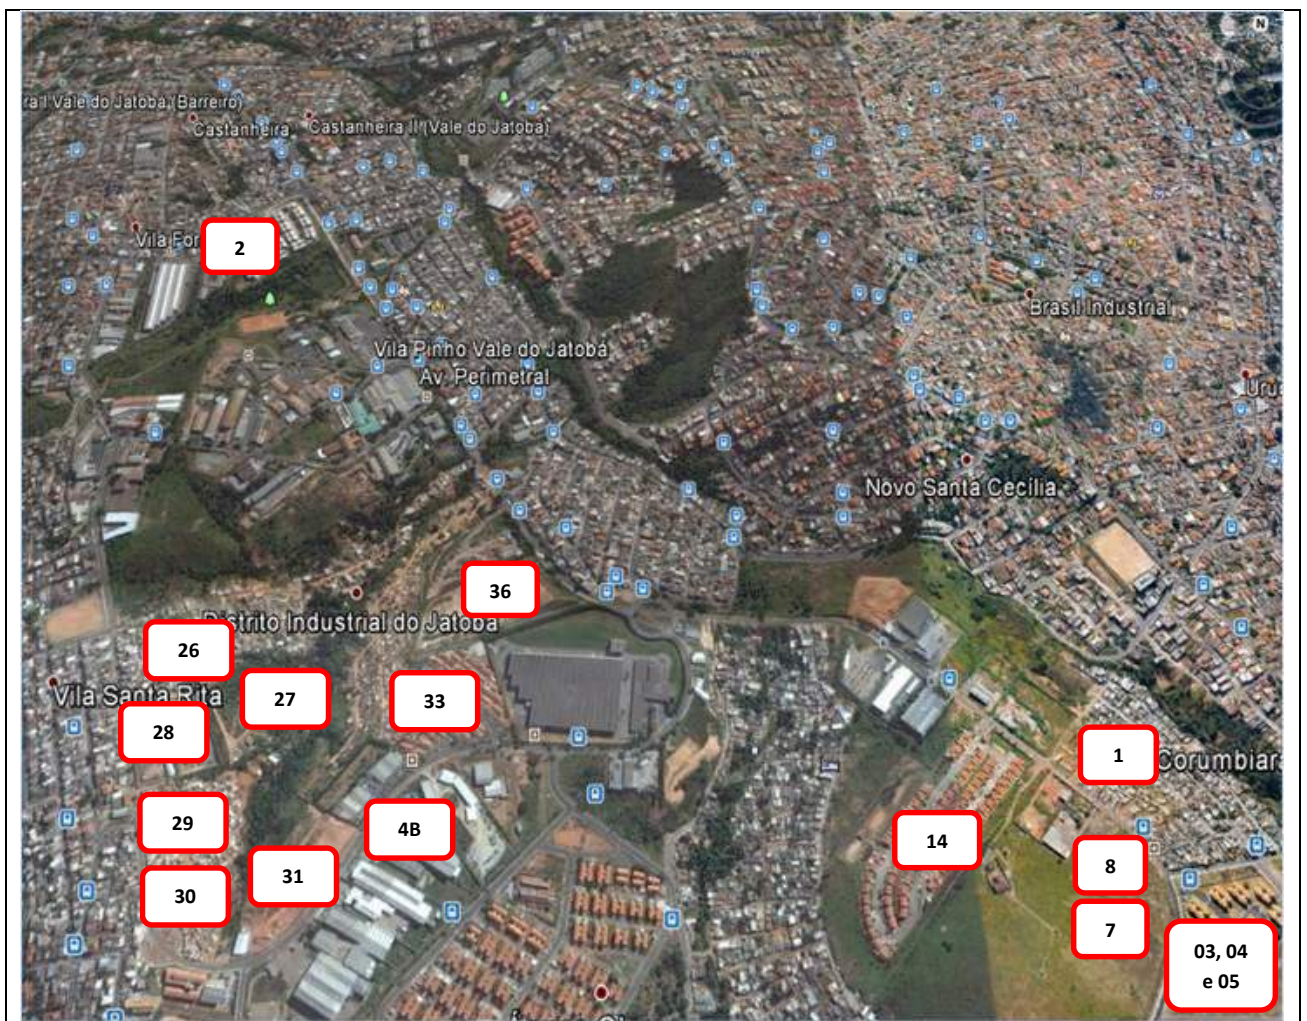 N
Vale do Jatobá (Barreiro)
Castanheira
Castanheira II (Vale do Jatobá)
Vila For
2
Brasil Industrial
Vila Pinho Vale do Jatobá
Av. Perimetral
Novo Santa Cecília
36
Distrito Industrial do Jatobá
26
Vila Santa Rita
27
33
28
1
Corumbiar
29
4B
14
8
31
30
7
03, 04
e 05